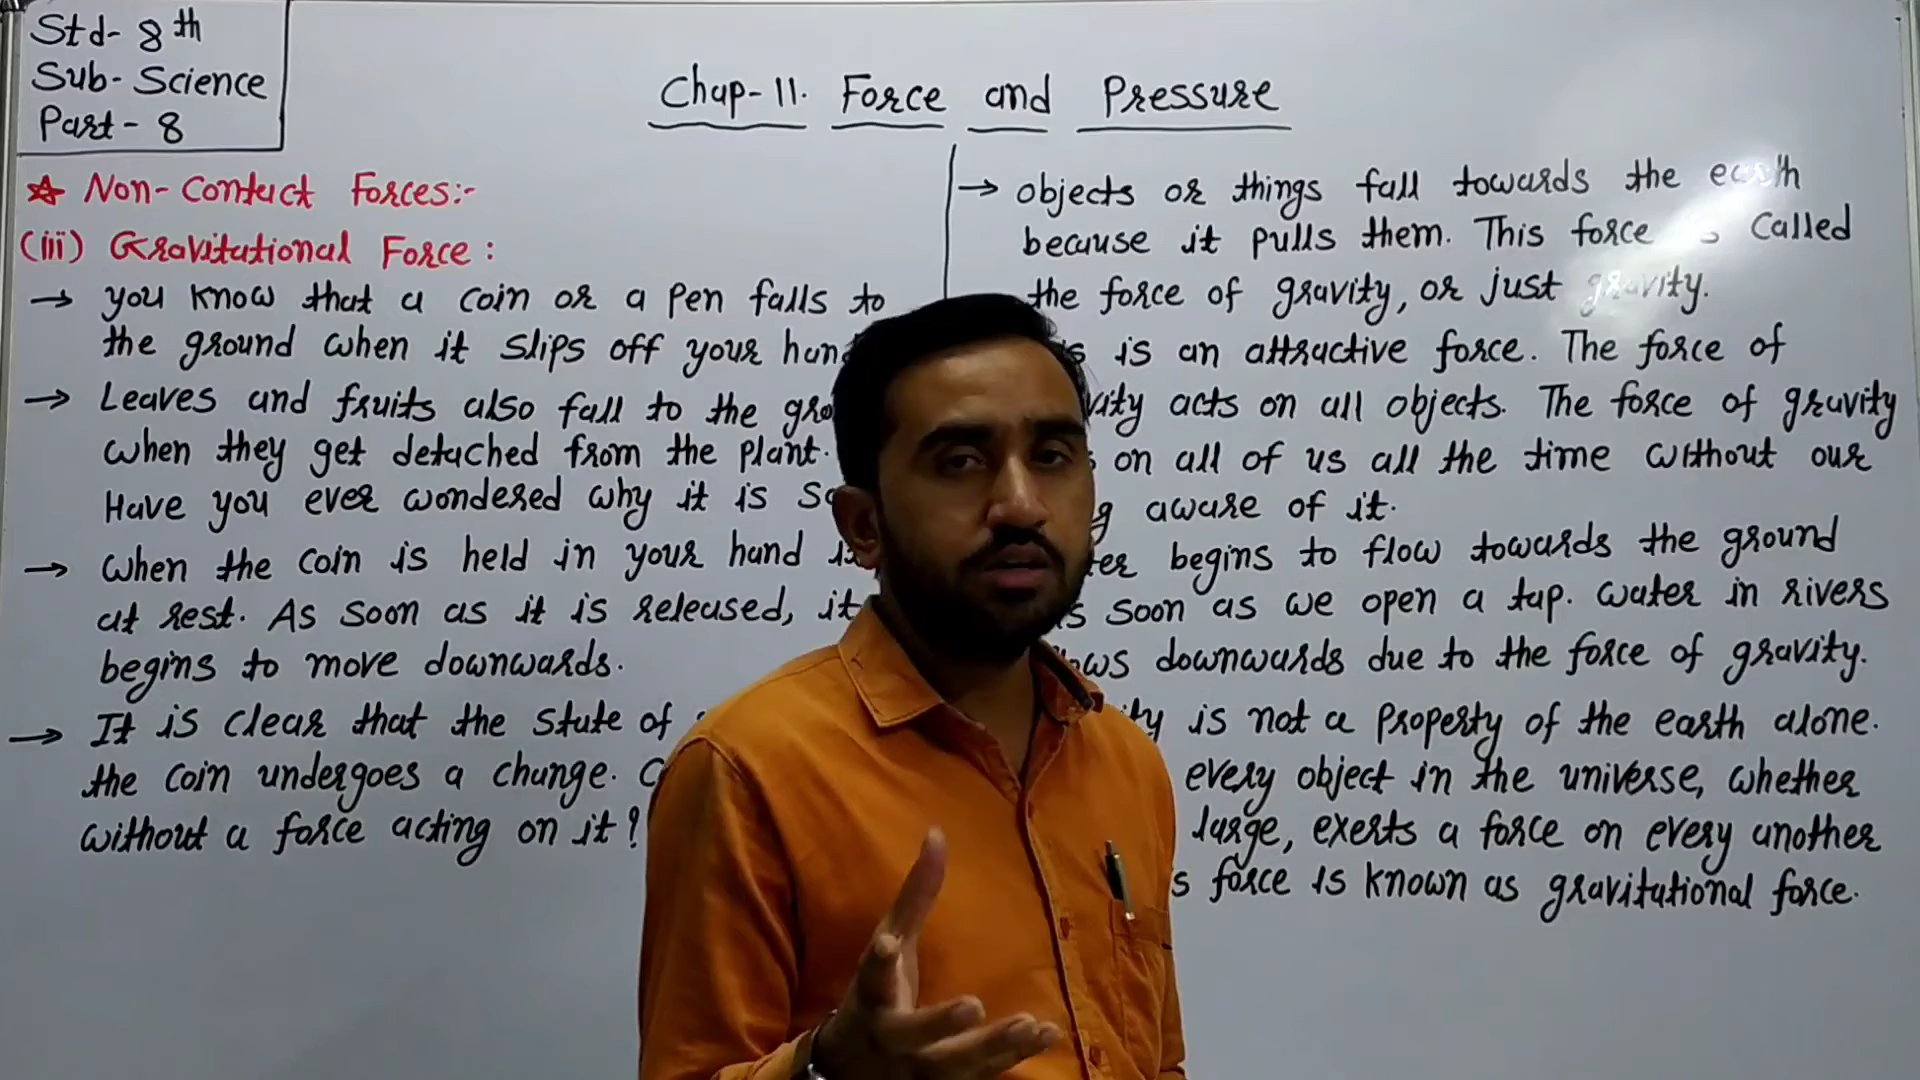 Std- 8th
Sub- Science
Part - 8
Chap-11. Force and Pressure
☆ Non-Contact Forces:-
(iii) Gravitational Force :
→ you know that a coin or a pen falls to
the ground when it slips off your
→ Leaves and fruits also fall to the
when they get detached from the plant.
Have you ever wondered why it is
→ When the coin is held in your hand
at rest. As soon as it is released, it
begins to move downwards.
→ It is clear that the state of
the coin undergoes a change.
without a force acting on it?
→ objects or things fall towards the earth
because it pulls them. This force is called
the force of gravity, or just gravity.
is an attractive force. The force of
acts on all objects. The force of gravity
on all of us all the time without our
aware of it.
begins to flow towards the ground
soon as we open a tap. water in rivers
downwards due to the force of gravity.
is not a property of the earth alone.
every object in the universe, whether
large, exerts a force on every another
force is known as gravitational force.